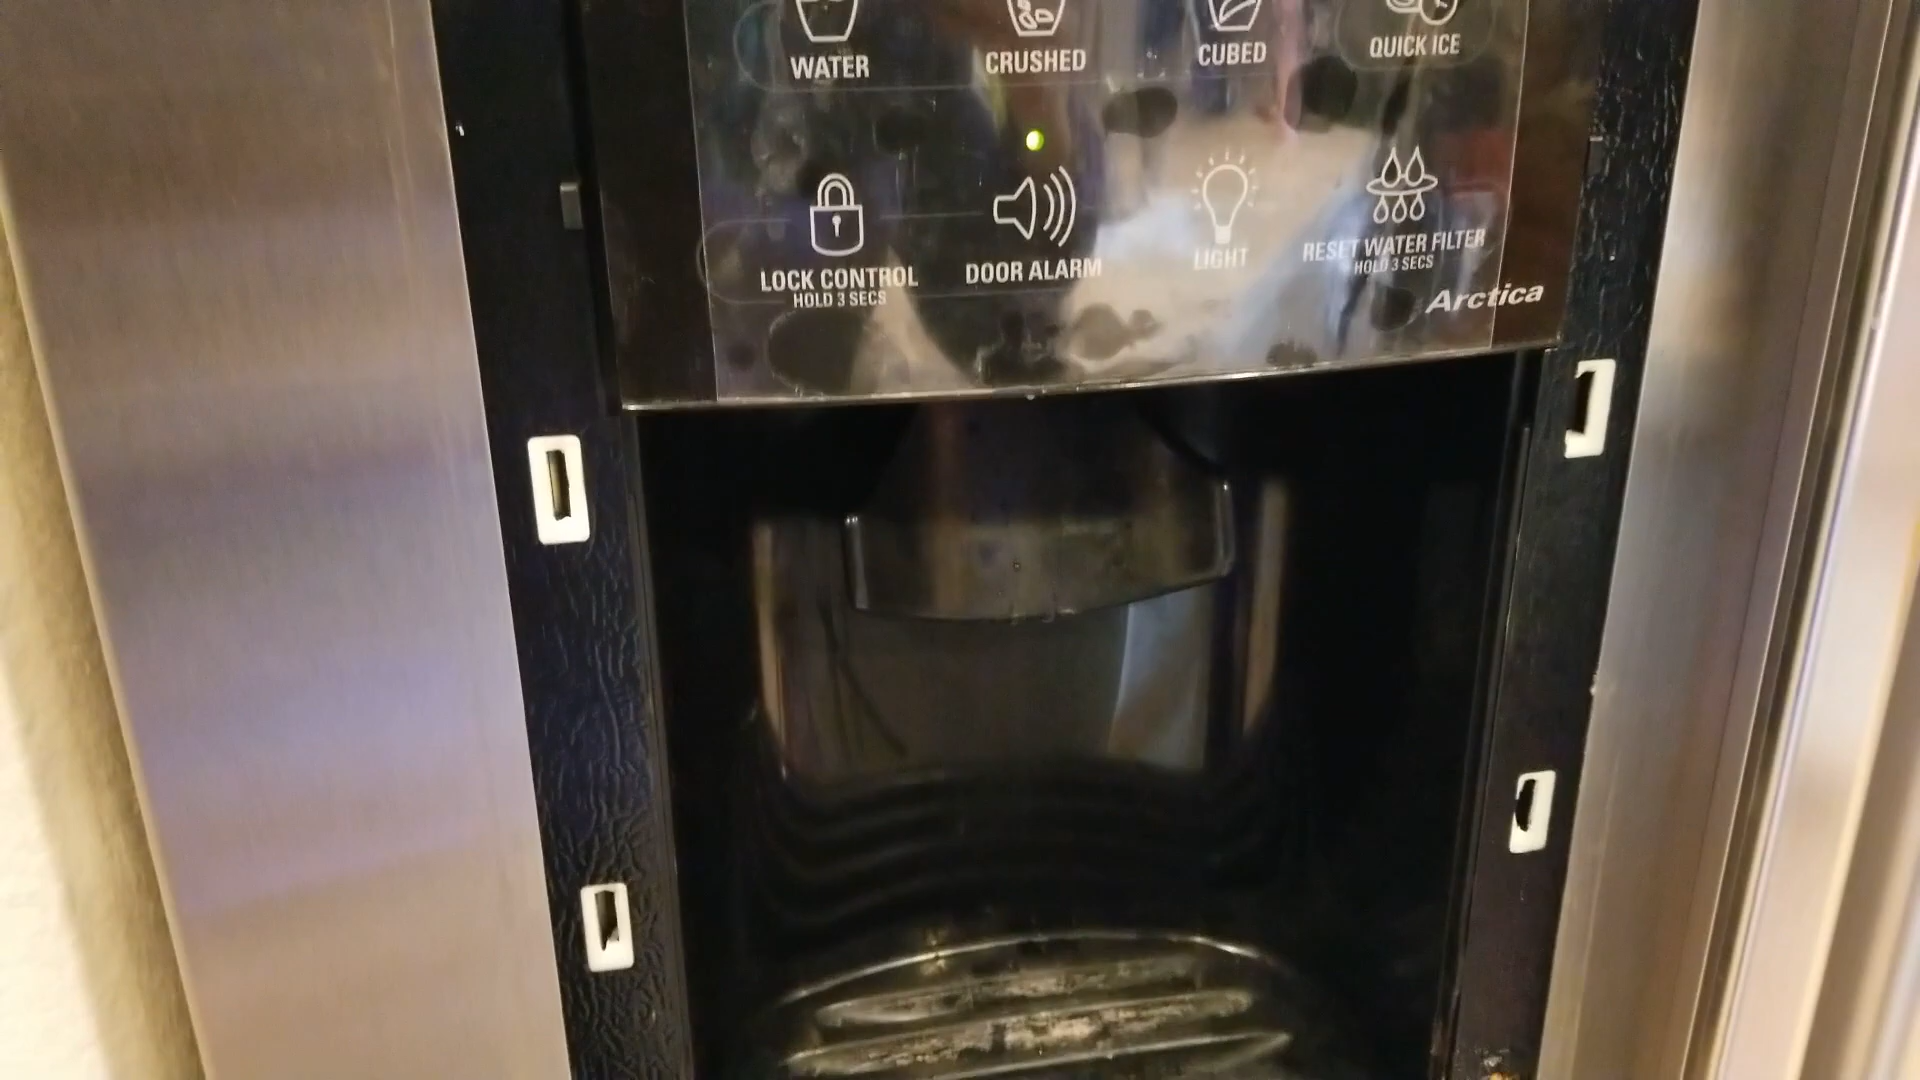 WATER
CRUSHED
CUBED
QUICK ICE
LOCK CONTROL
HOLD 3 SECS
DOOR ALARM
LIGHT
RESET WATER FILTER
HOLD 3 SECS
Arctica